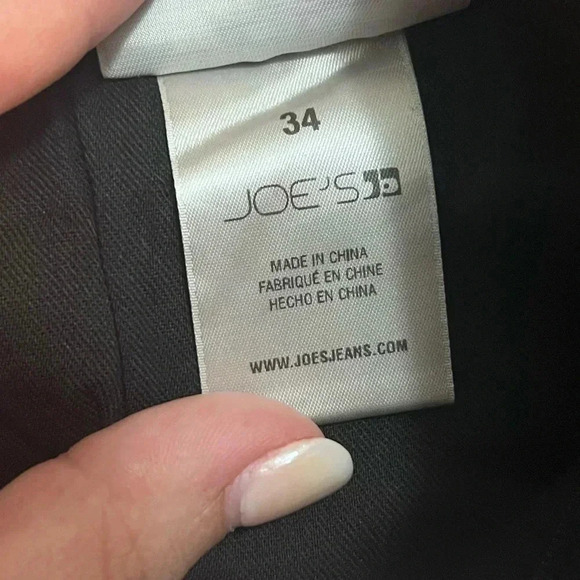 34
JOE'S
MADE IN CHINA
FABRIQUÉ EN CHINE
HECHO EN CHINA
WWW.JOESJEANS.COM